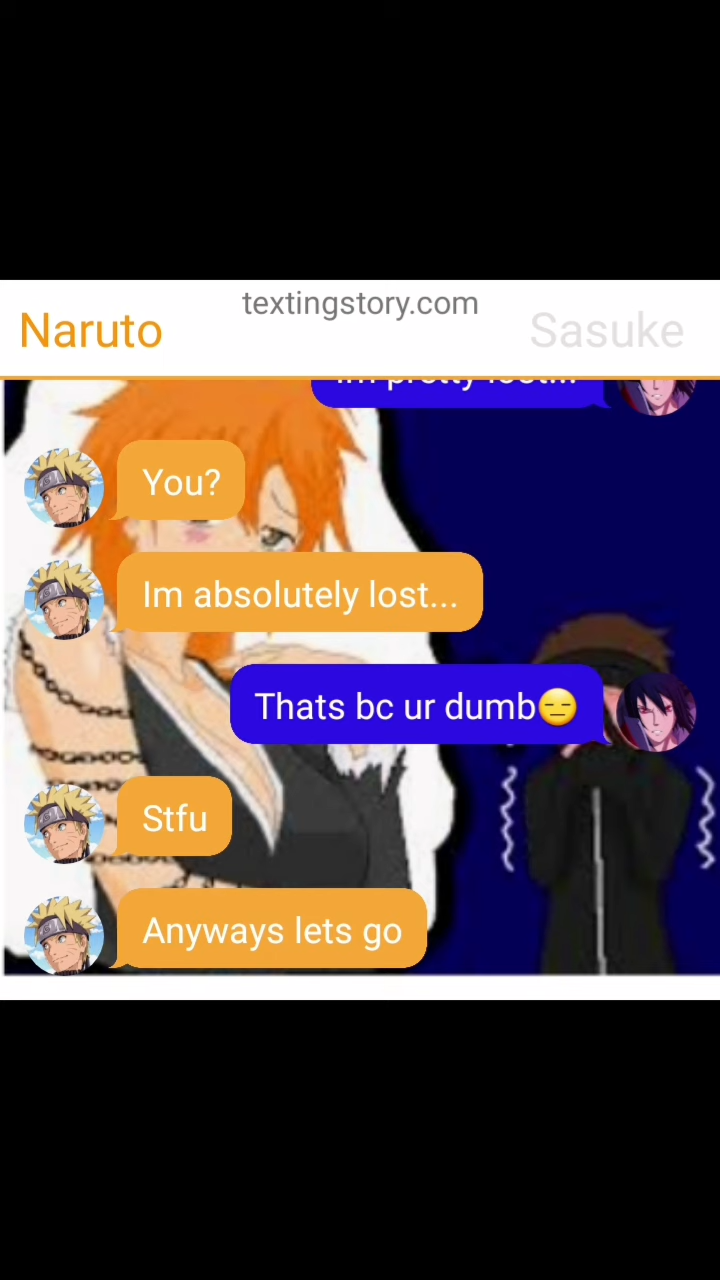 textingstory.com
Naruto
Sasuke
You?
Im absolutely lost...
Thats bc ur dumb😑
Stfu
Anyways lets go